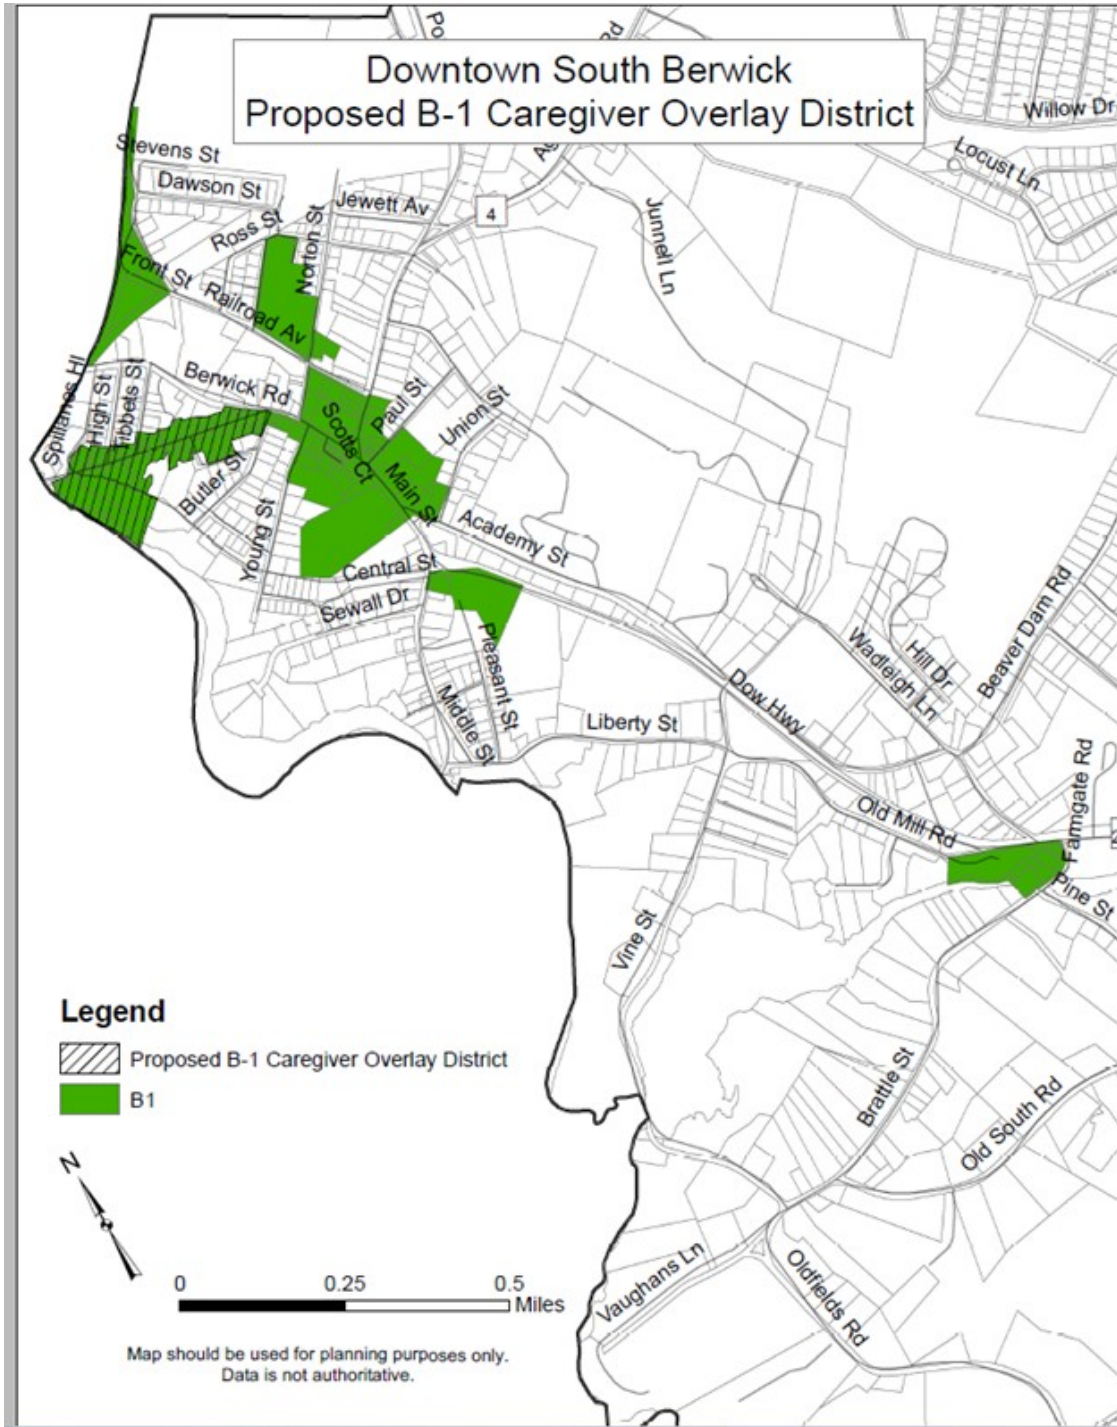 Downtown South Berwick
Proposed B-1 Caregiver Overlay District
Po
Rd
Ag
Willow Dr
Locust Ln
Stevens St
Dawson St
Jewett Av
4
Ross St
Norton St
Junnell Ln
Front St
Railroad Av
Spillanes Hl
High St
Tibbets St
Berwick Rd
Scotts Ct
Paul St
Union St
Main St
Butler St
Young St
Academy St
Central St
Sewall Dr
Pleasant St
Middle St
Liberty St
Dow Hwy
Wadleigh Ln
Hill Dr
Beaver Dam Rd
Old Mill Rd
Farmgate Rd
Pine St
Vine St
Brattle St
Old South Rd
Vaughans Ln
Oldfields Rd
Legend
Proposed B-1 Caregiver Overlay District
B1
N
0 0.25 0.5
Miles
Map should be used for planning purposes only.
Data is not authoritative.